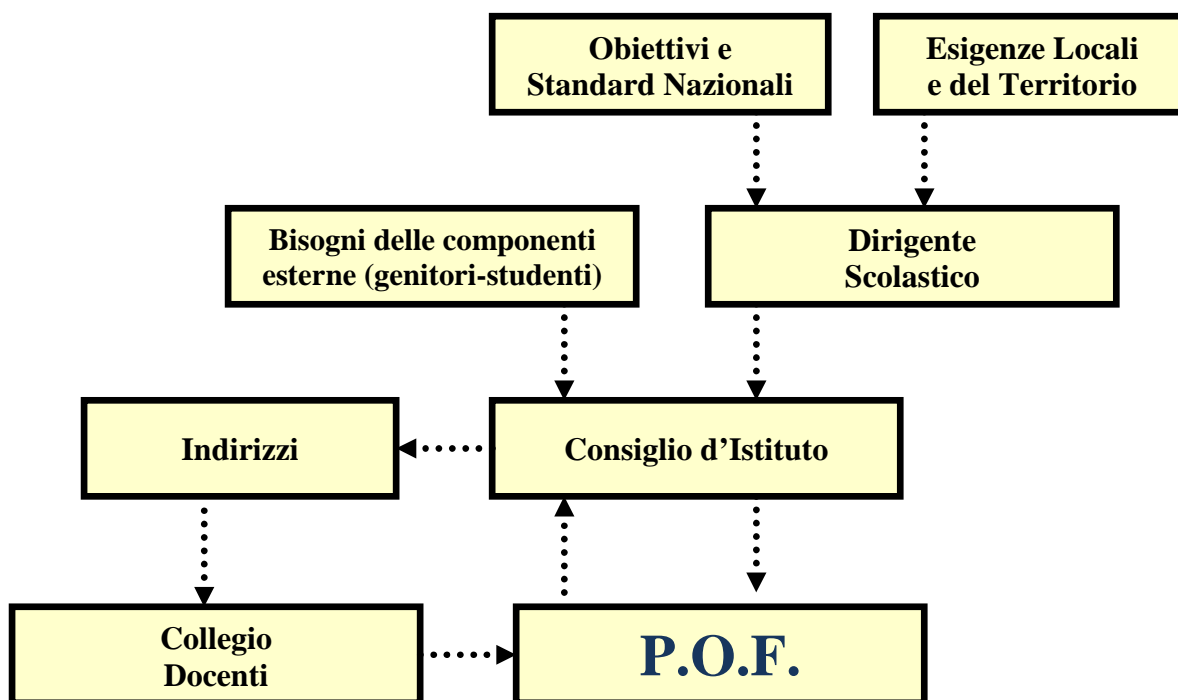 Obiettivi e
Standard Nazionali
Esigenze Locali
e del Territorio
Bisogni delle componenti
esterne (genitori-studenti)
Dirigente
Scolastico
Indirizzi
Consiglio d’Istituto
Collegio
Docenti
P.O.F.